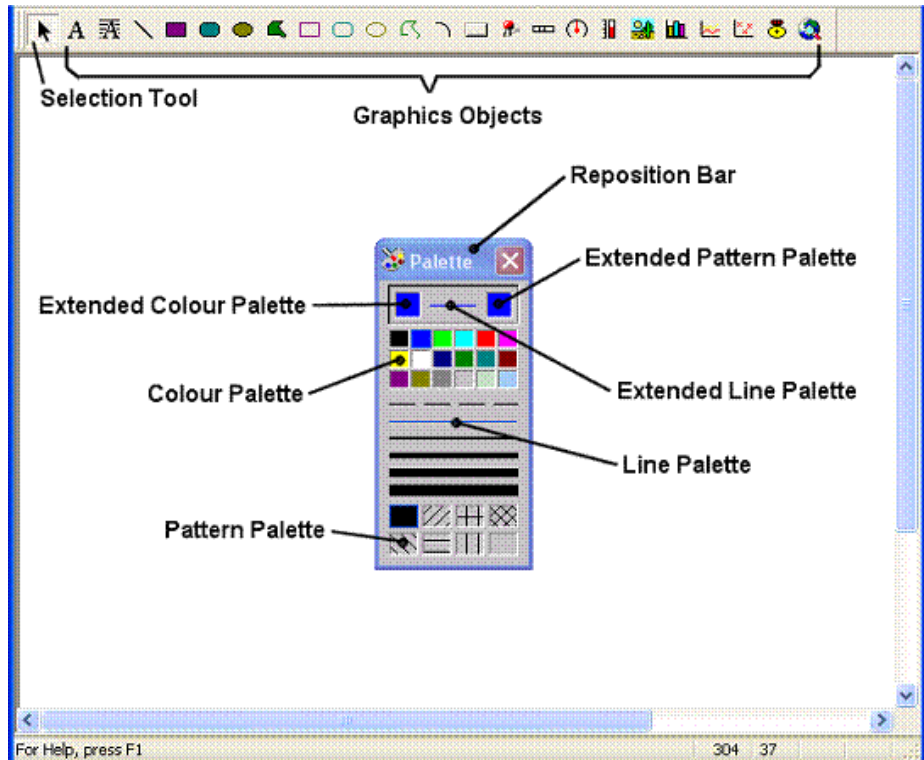 A A
Selection Tool
Graphics Objects
Reposition Bar
Palette
Extended Pattern Palette
Extended Colour Palette
Colour Palette
Extended Line Palette
Line Palette
Pattern Palette
For Help, press F1
304 37